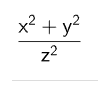 x² + y²
z²